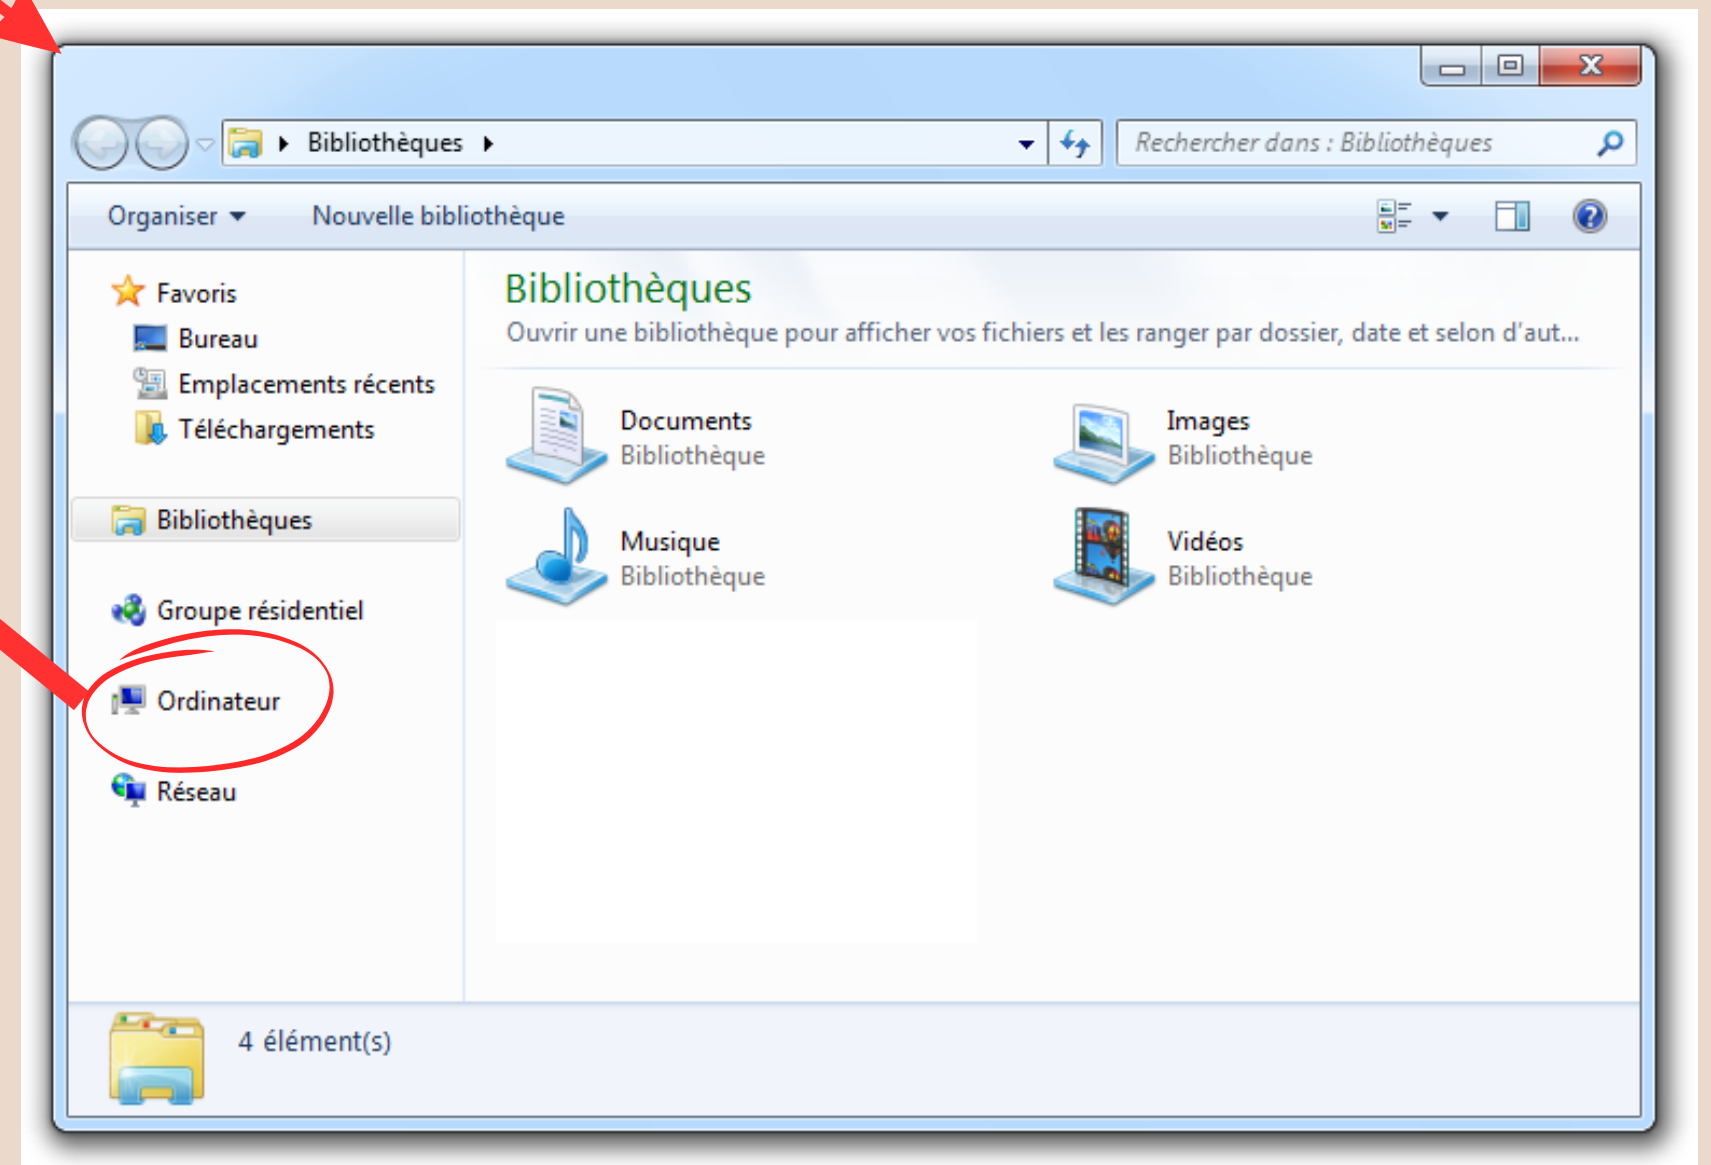 Bibliothèques
Rechercher dans : Bibliothèques
Organiser
Nouvelle bibliothèque
Favoris
Bureau
Emplacements récents
Téléchargements
Bibliothèques
Groupe résidentiel
Ordinateur
Réseau
Bibliothèques
Ouvrir une bibliothèque pour afficher vos fichiers et les ranger par dossier, date et selon d'aut...
Documents
Bibliothèque
Images
Bibliothèque
Musique
Bibliothèque
Vidéos
Bibliothèque
4 élément(s)